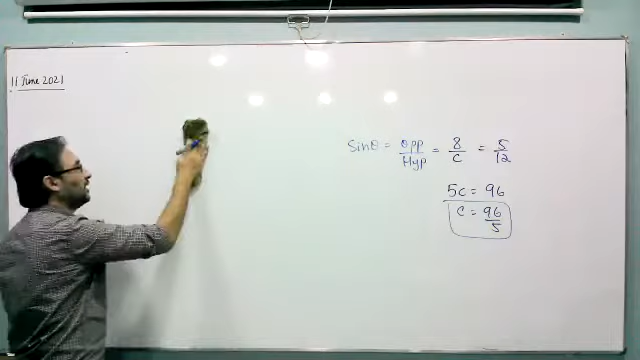 11 June 2021
Sinθ = Opp/Hyp = 8/c = 5/12
5c = 96
c = 96/5